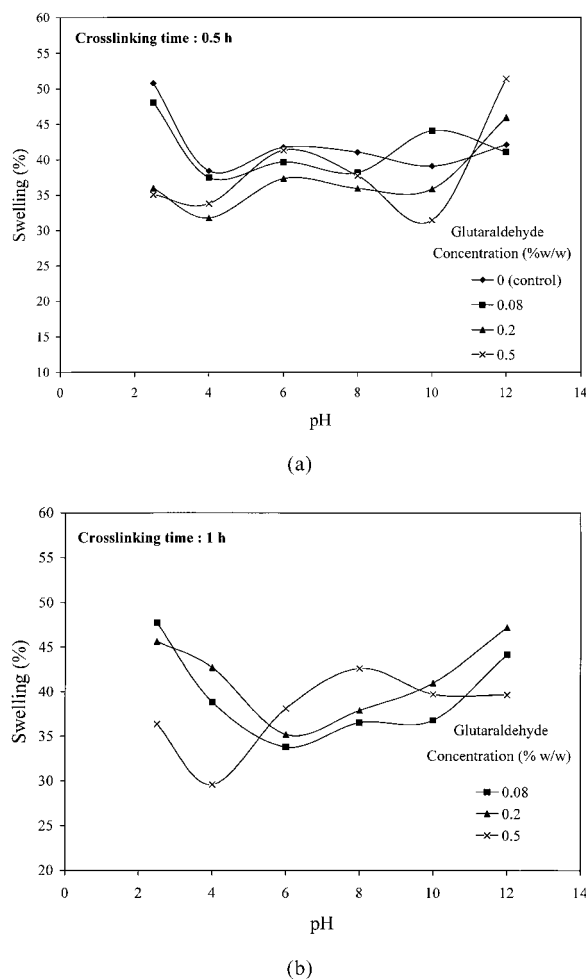 Crosslinking time : 0.5 h
60
55
50
45
40
35
30
25
20
15
10
Swelling (%)
Glutaraldehyde
Concentration (%w/w)
0 (control)
0.08
0.2
0.5
0 2 4 6 8 10 12 14
pH
(a)
Crosslinking time : 1 h
60
55
50
45
40
35
30
25
20
Swelling (%)
Glutaraldehyde
Concentration (% w/w)
0.08
0.2
0.5
0 2 4 6 8 10 12 14
pH
(b)